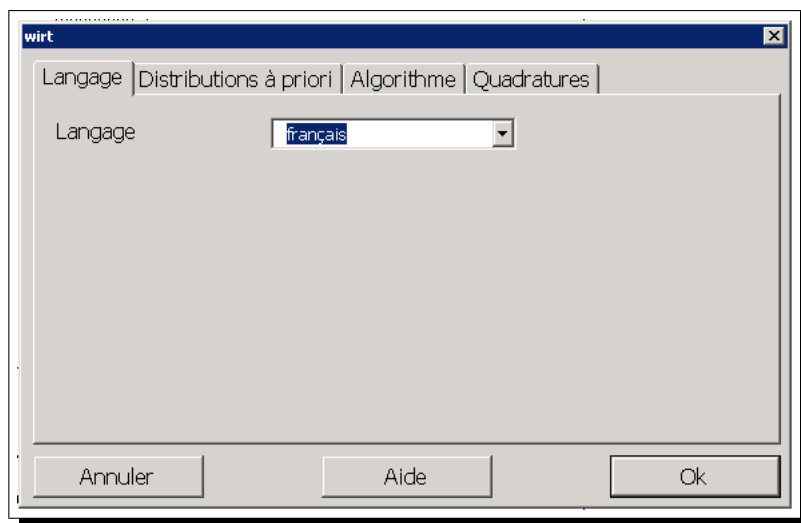 wirt
Langage Distributions à priori Algorithme Quadratures
Langage français
Annuler Aide Ok